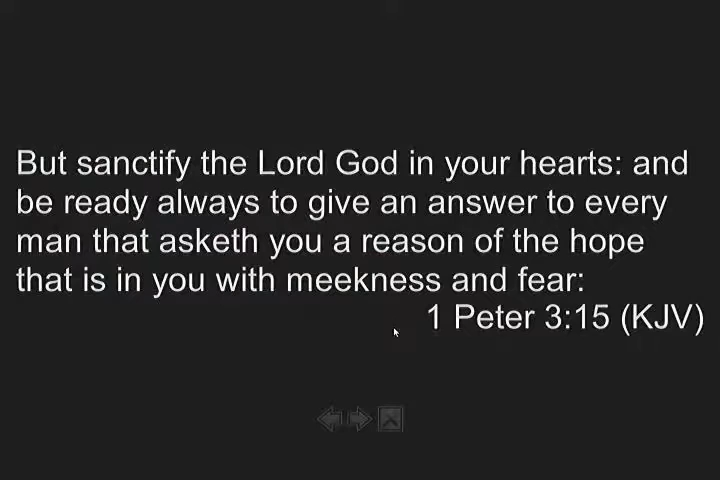 But sanctify the Lord God in your hearts: and
be ready always to give an answer to every
man that asketh you a reason of the hope
that is in you with meekness and fear:
1 Peter 3:15 (KJV)